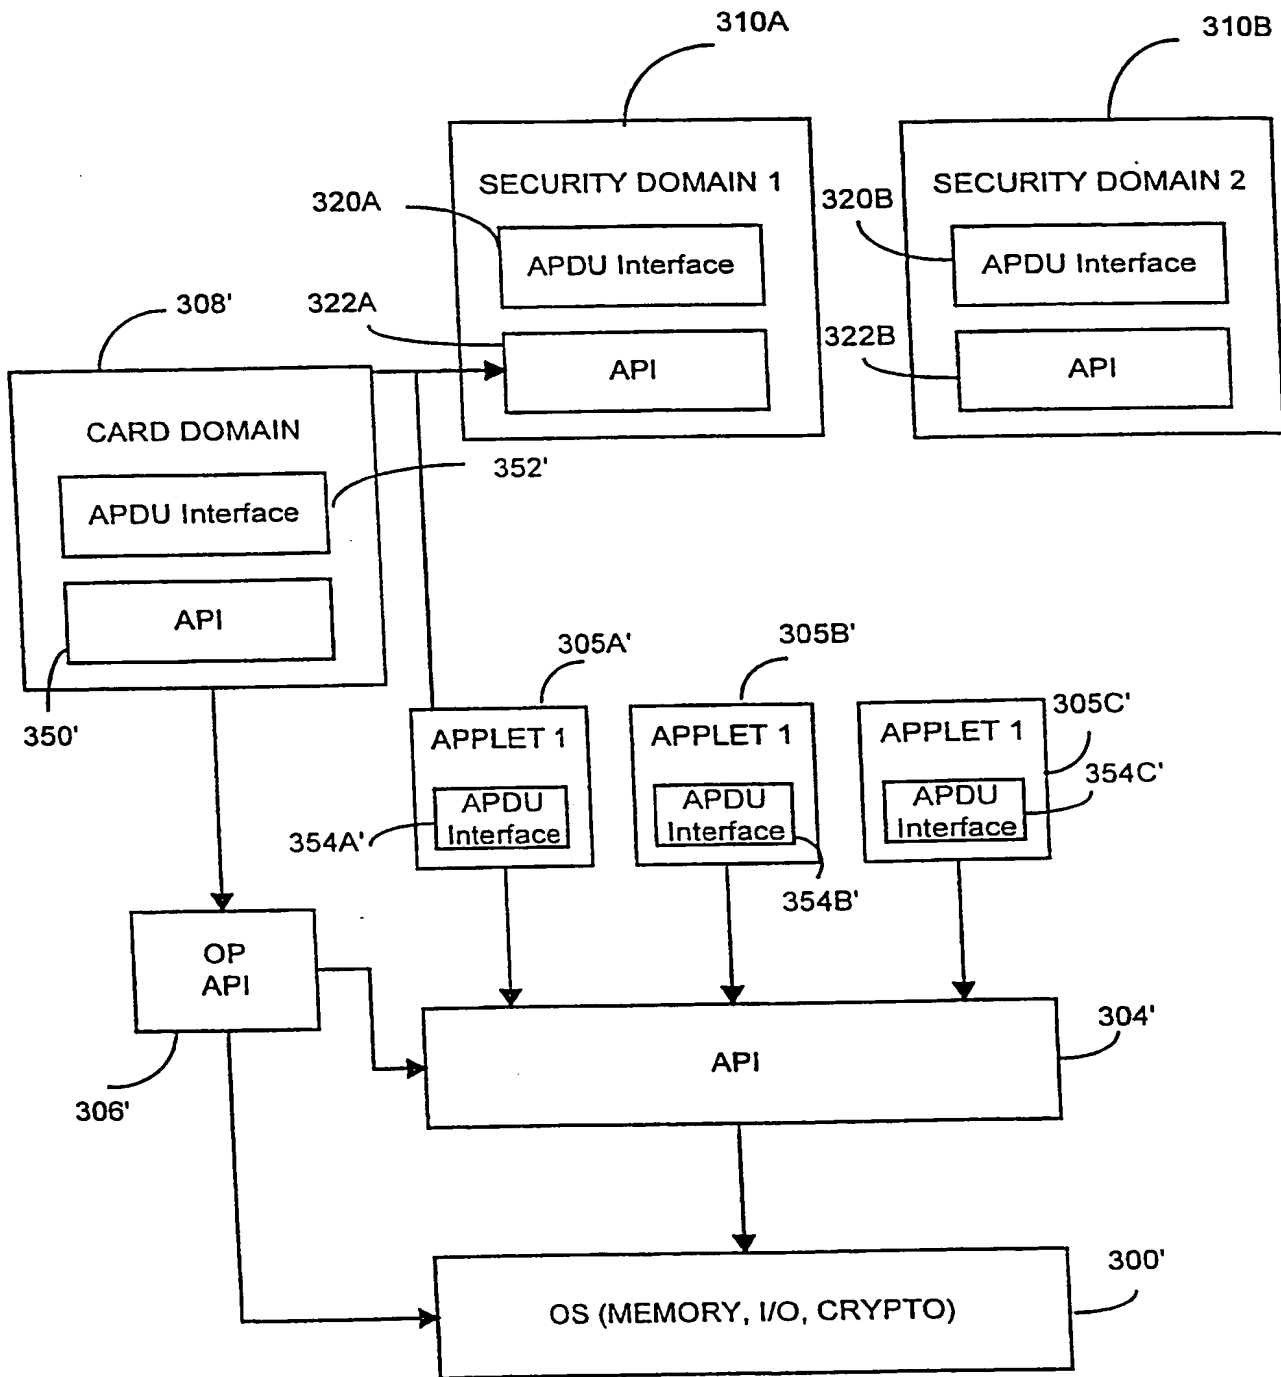 310A
310B
SECURITY DOMAIN 1
SECURITY DOMAIN 2
320A
320B
APDU Interface
APDU Interface
308'
322A
322B
API
API
CARD DOMAIN
352'
APDU Interface
API
350'
305A'
305B'
305C'
APPLET 1
APPLET 1
APPLET 1
354C'
APDU
Interface
APDU
Interface
APDU
Interface
354A'
354B'
OP
API
304'
API
306'
300'
OS (MEMORY, I/O, CRYPTO)